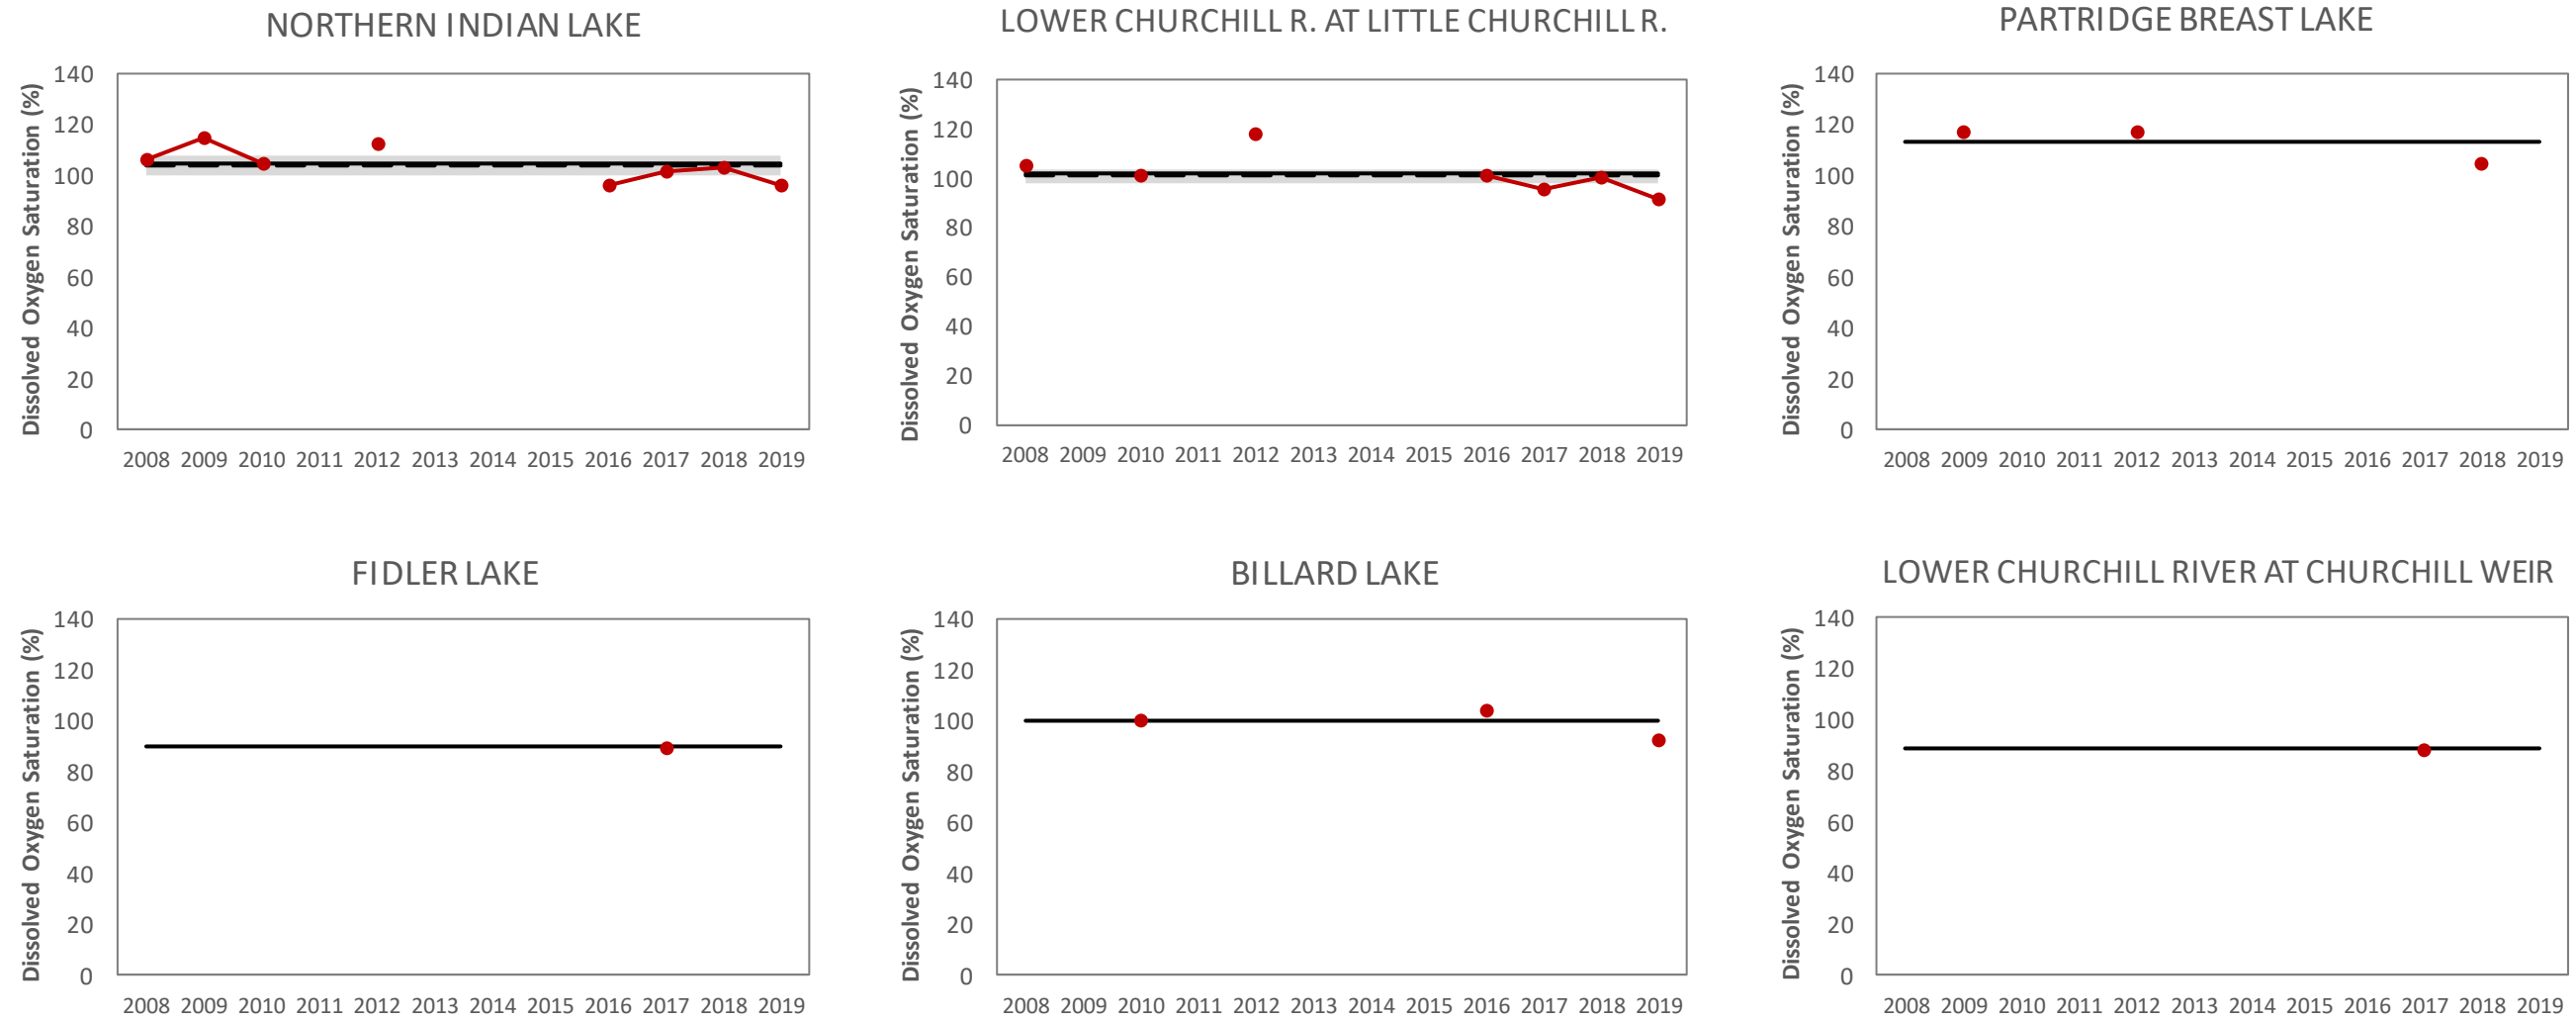 NORTHERN INDIAN LAKE
Dissolved Oxygen Saturation (%)
140
120
100
80
60
40
20
0
2008 2009 2010 2011 2012 2013 2014 2015 2016 2017 2018 2019
LOWER CHURCHILL R. AT LITTLE CHURCHILL R.
Dissolved Oxygen Saturation (%)
140
120
100
80
60
40
20
0
2008 2009 2010 2011 2012 2013 2014 2015 2016 2017 2018 2019
PARTRIDGE BREAST LAKE
Dissolved Oxygen Saturation (%)
140
120
100
80
60
40
20
0
2008 2009 2010 2011 2012 2013 2014 2015 2016 2017 2018 2019
FIDLER LAKE
Dissolved Oxygen Saturation (%)
140
120
100
80
60
40
20
0
2008 2009 2010 2011 2012 2013 2014 2015 2016 2017 2018 2019
BILLARD LAKE
Dissolved Oxygen Saturation (%)
140
120
100
80
60
40
20
0
2008 2009 2010 2011 2012 2013 2014 2015 2016 2017 2018 2019
LOWER CHURCHILL RIVER AT CHURCHILL WEIR
Dissolved Oxygen Saturation (%)
140
120
100
80
60
40
20
0
2008 2009 2010 2011 2012 2013 2014 2015 2016 2017 2018 2019